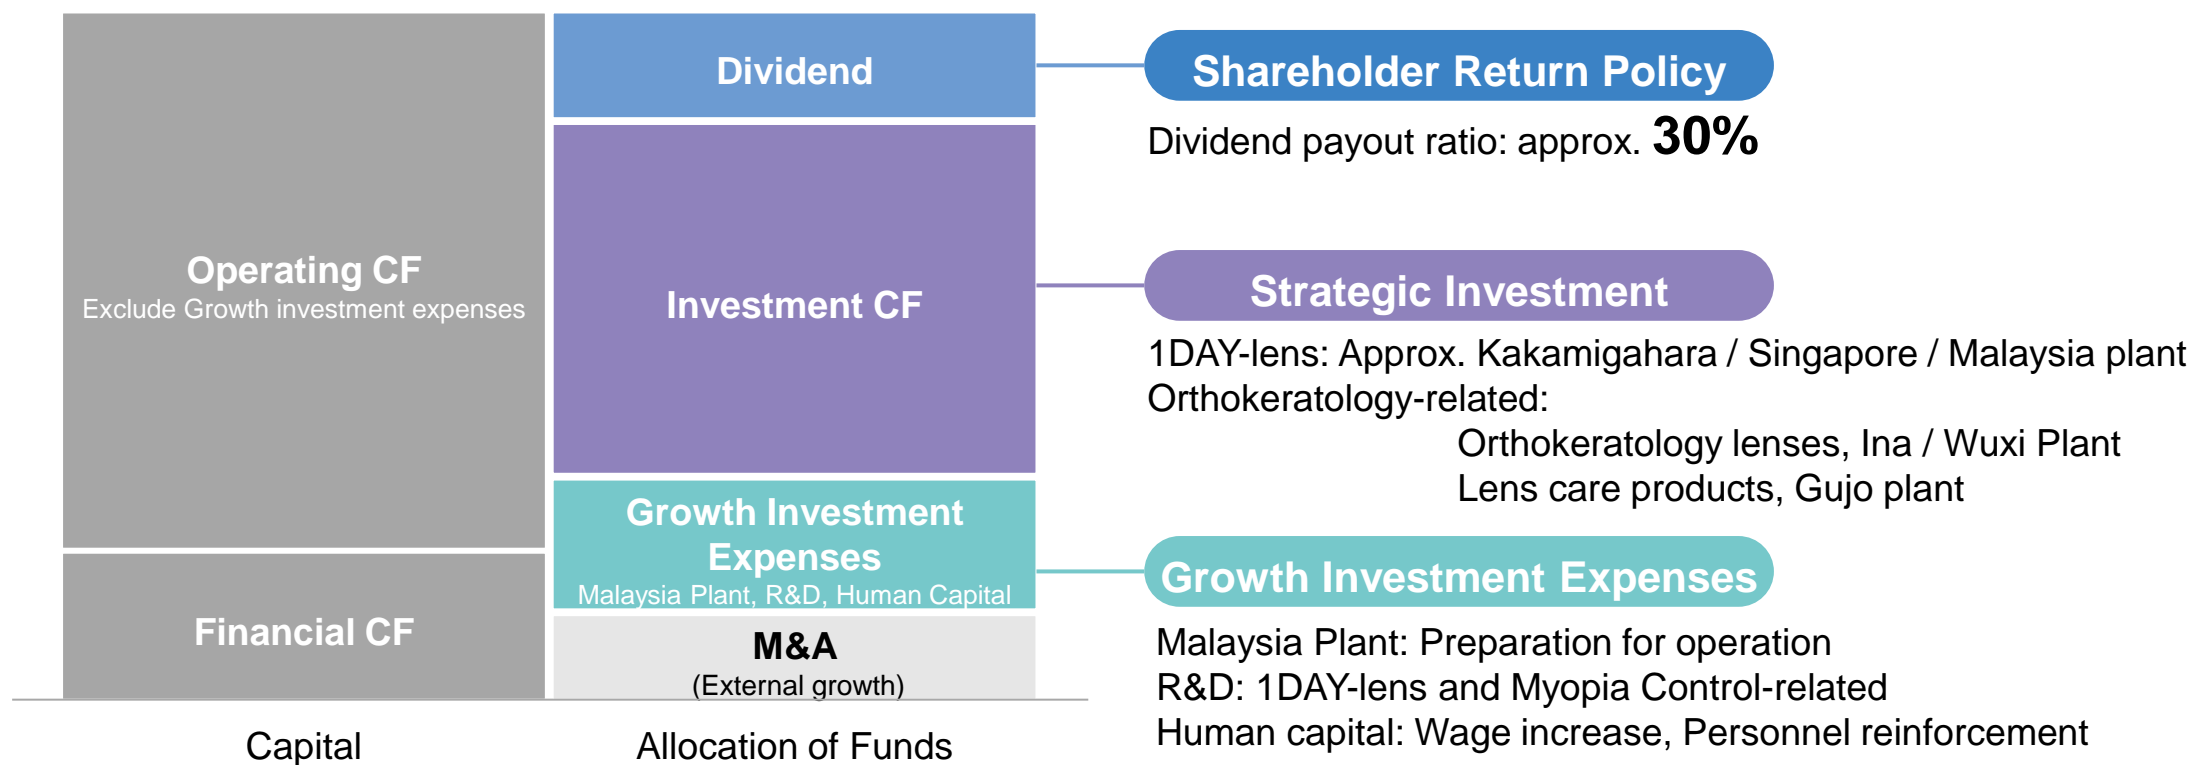 Operating CF
Exclude Growth investment expenses
Financial CF
Capital
Dividend
Investment CF
Growth Investment
Expenses
Malaysia Plant, R&D, Human Capital
M&A
(External growth)
Allocation of Funds
Shareholder Return Policy
Dividend payout ratio: approx. 30%
Strategic Investment
1DAY-lens: Approx. Kakamigahara / Singapore / Malaysia plant
Orthokeratology-related:
Orthokeratology lenses, Ina / Wuxi Plant
Lens care products, Gujo plant
Growth Investment Expenses
Malaysia Plant: Preparation for operation
R&D: 1DAY-lens and Myopia Control-related
Human capital: Wage increase, Personnel reinforcement